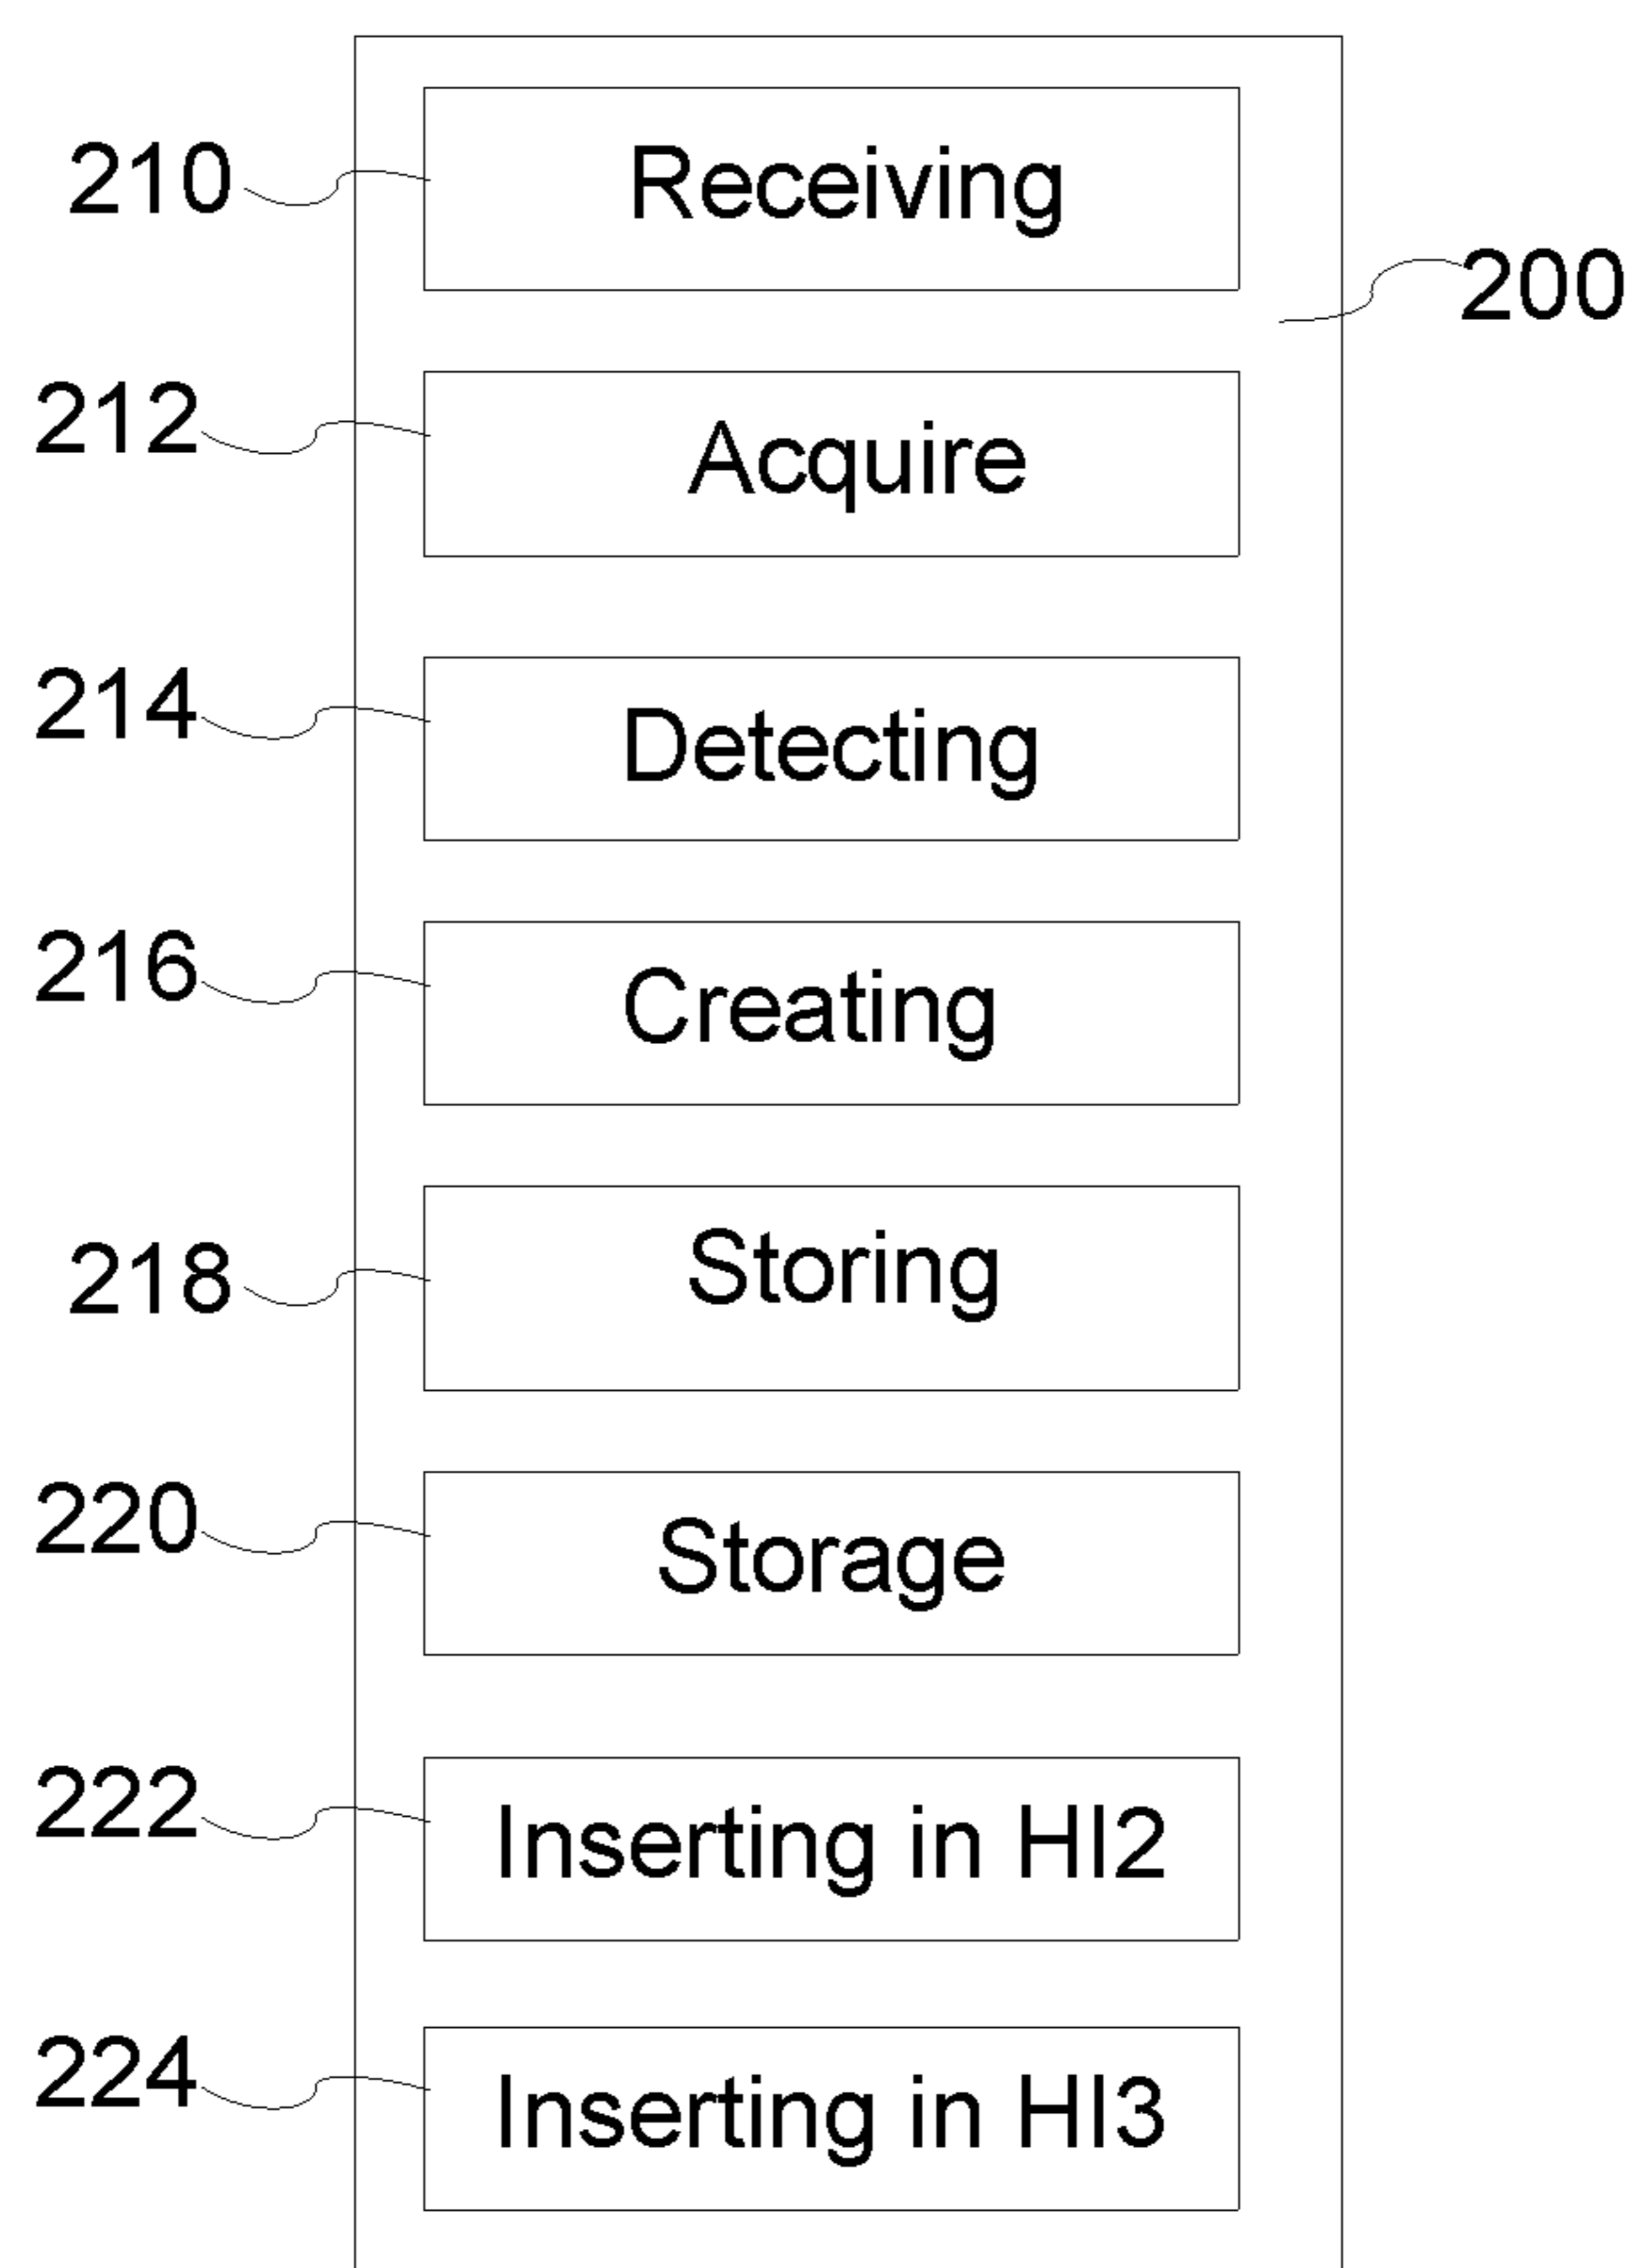 210 Receiving
200
212 Acquire
214 Detecting
216 Creating
218 Storing
220 Storage
222 Inserting in HI2
224 Inserting in HI3